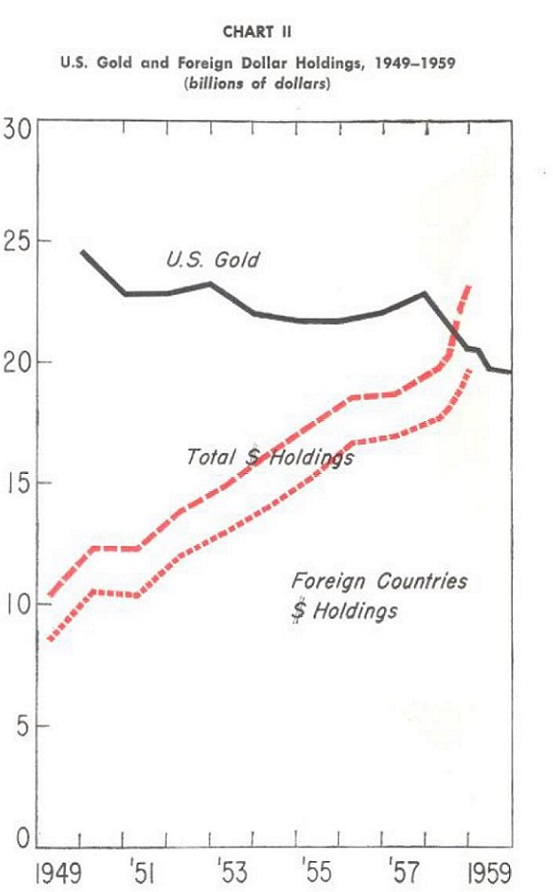 CHART II
U.S. Gold and Foreign Dollar Holdings, 1949–1959
(billions of dollars)
30
25
U.S. Gold
20
Total $ Holdings
15
Foreign Countries
10
$ Holdings
5
0
1949 '51 '53 '55 '57 1959